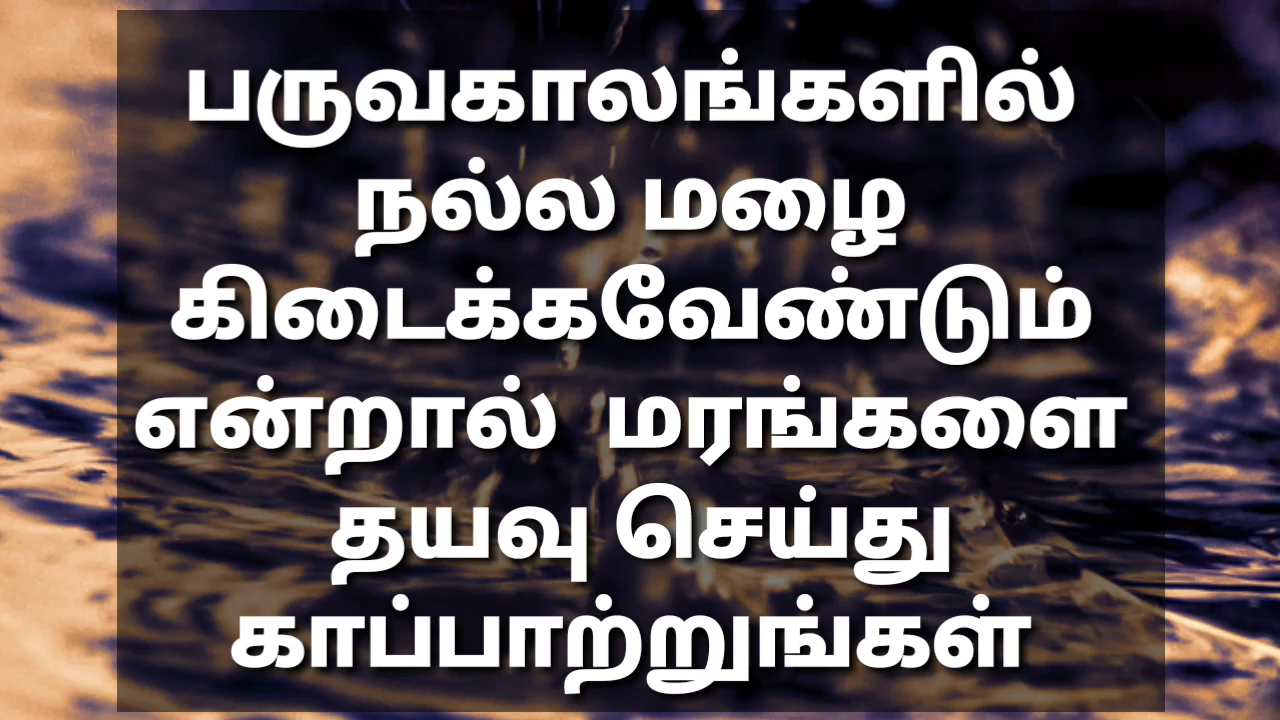 பருவகாலங்களில்
நல்ல மழை
கிடைக்கவேண்டும்
என்றால் மரங்களை
தயவு செய்து
காப்பாற்றுங்கள்